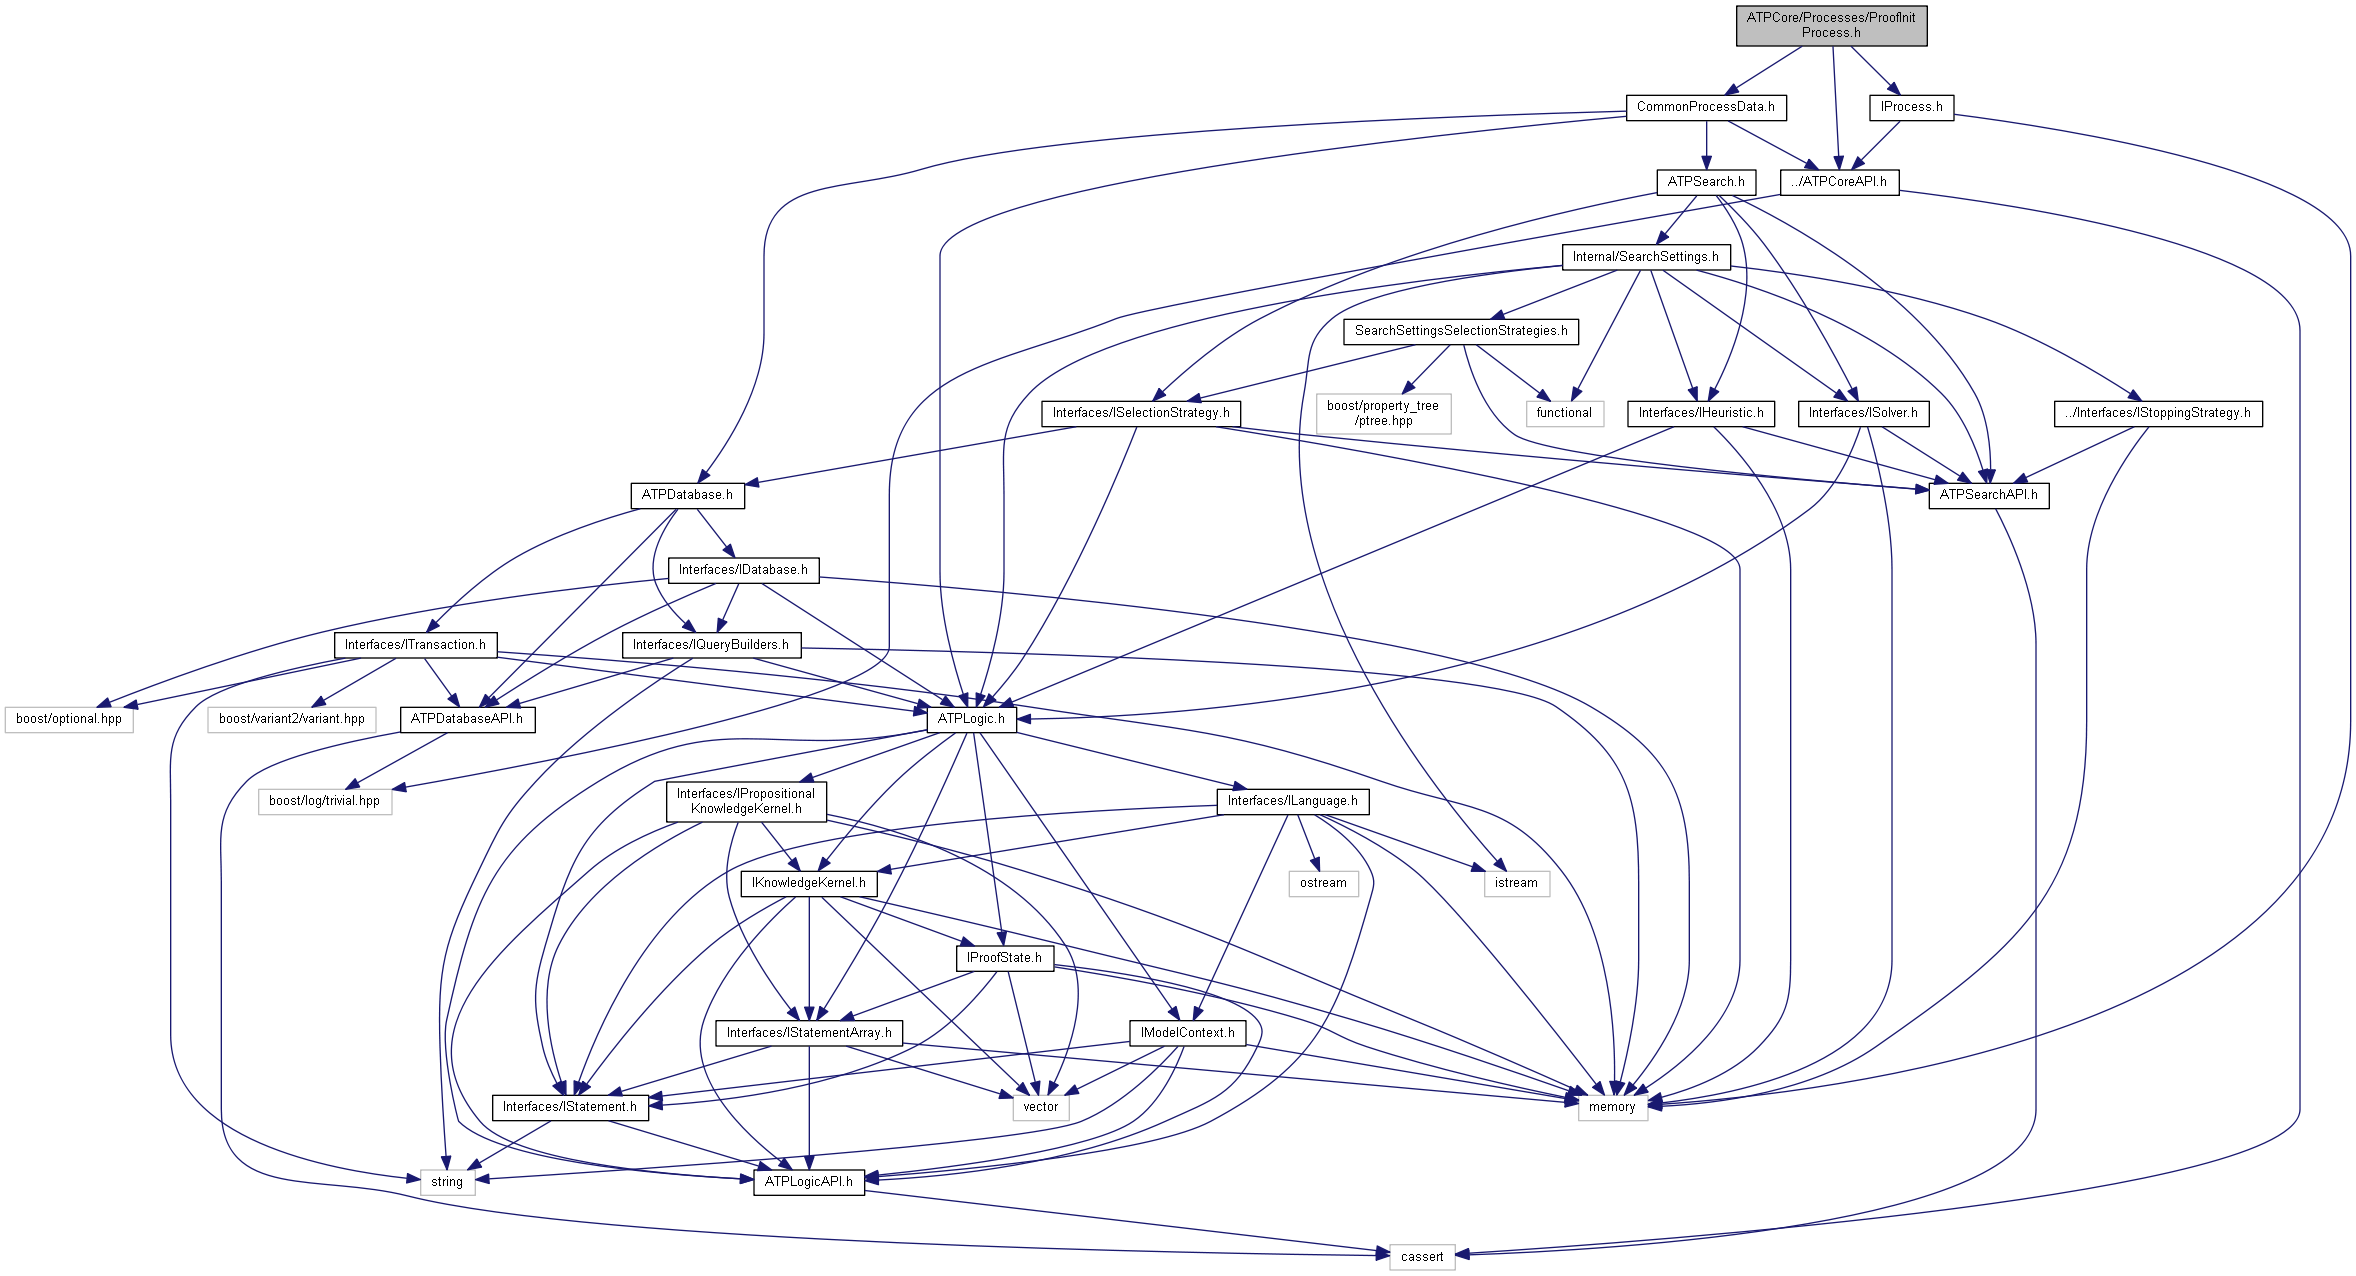 ATPCore/Processes/ProofInit
Process.h
CommonProcessData.h
IProcess.h
ATPSearch.h
../ATPCoreAPI.h
Internal/SearchSettings.h
SearchSettingsSelectionStrategies.h
boost/property_tree
/ptree.hpp
functional
Interfaces/ISelectionStrategy.h
Interfaces/IHeuristic.h
Interfaces/ISolver.h
../Interfaces/IStoppingStrategy.h
ATPDatabase.h
ATPSearchAPI.h
Interfaces/IDatabase.h
Interfaces/ITransaction.h
Interfaces/IQueryBuilders.h
boost/optional.hpp
boost/variant2/variant.hpp
ATPDatabaseAPI.h
ATPLogic.h
boost/log/trivial.hpp
Interfaces/IPropositional
KnowledgeKernel.h
Interfaces/ILanguage.h
IKnowledgeKernel.h
ostream
istream
IProofState.h
Interfaces/IStatementArray.h
IModelContext.h
Interfaces/IStatement.h
vector
memory
string
ATPLogicAPI.h
cassert